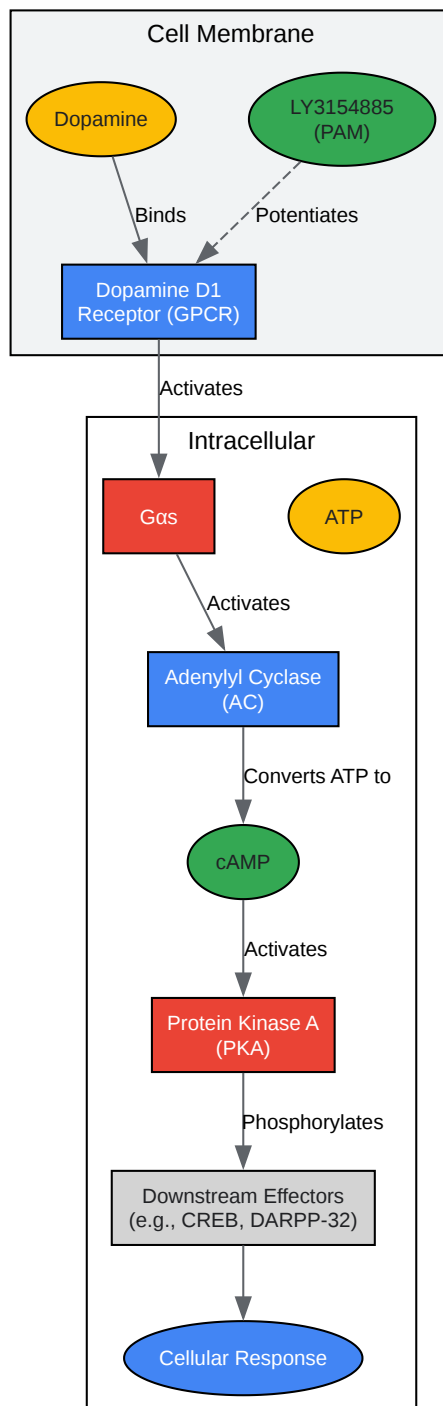 Cell Membrane
Dopamine
LY3154885
(PAM)
Binds
Potentiates
Dopamine D1
Receptor (GPCR)
Activates
Intracellular
Gαs
ATP
Activates
Adenylyl Cyclase
(AC)
Converts ATP to
cAMP
Activates
Protein Kinase A
(PKA)
Phosphorylates
Downstream Effectors
(e.g., CREB, DARPP-32)
Cellular Response